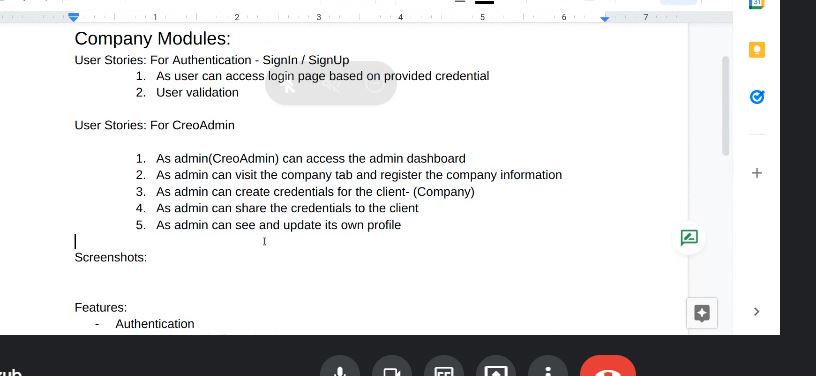 1 2 3 4 5 6 7
Company Modules:
User Stories: For Authentication - SignIn / SignUp
1. As user can access login page based on provided credential
2. User validation
User Stories: For CreoAdmin
1. As admin(CreoAdmin) can access the admin dashboard
2. As admin can visit the company tab and register the company information
3. As admin can create credentials for the client- (Company)
4. As admin can share the credentials to the client
5. As admin can see and update its own profile
Screenshots:
Features:
- Authentication